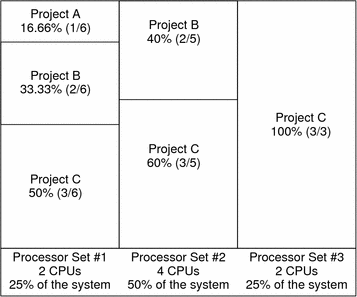 Project A
16.66% (1/6)
Project B
33.33% (2/6)
Project C
50% (3/6)
Project B
40% (2/5)
Project C
60% (3/5)
Project C
100% (3/3)
Processor Set #1
2 CPUs
25% of the system
Processor Set #2
4 CPUs
50% of the system
Processor Set #3
2 CPUs
25% of the system